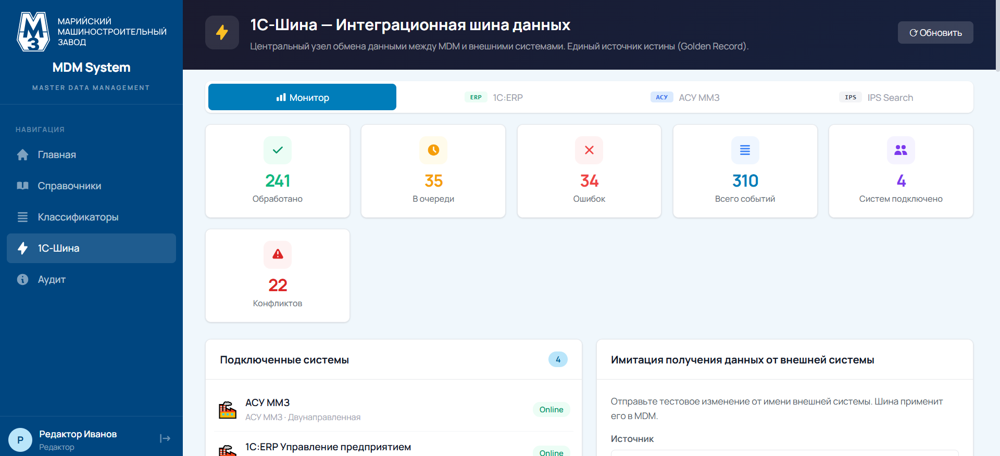 МАРИЙСКИЙ
МАШИНОСТРОИТЕЛЬНЫЙ
ЗАВОД
MDM System
MASTER DATA MANAGEMENT
НАВИГАЦИЯ
Главная
Справочники
Классификаторы
1С-Шина
Аудит
Р
Редактор Иванов
Редактор
1С-Шина — Интеграционная шина данных
Центральный узел обмена данными между MDM и внешними системами. Единый источник истины (Golden Record).
Обновить
Монитор
ERP 1C:ERP
АСУ АСУ ММЗ
IPS IPS Search
241
Обработано
35
В очереди
34
Ошибок
310
Всего событий
4
Систем подключено
22
Конфликтов
Подключенные системы
4
АСУ ММЗ
АСУ ММЗ · Двунаправленная
Online
1С:ERP Управление предприятием
Online
Имитация получения данных от внешней системы
Отправьте тестовое изменение от имени внешней системы. Шина применит
его в MDM.
Источник